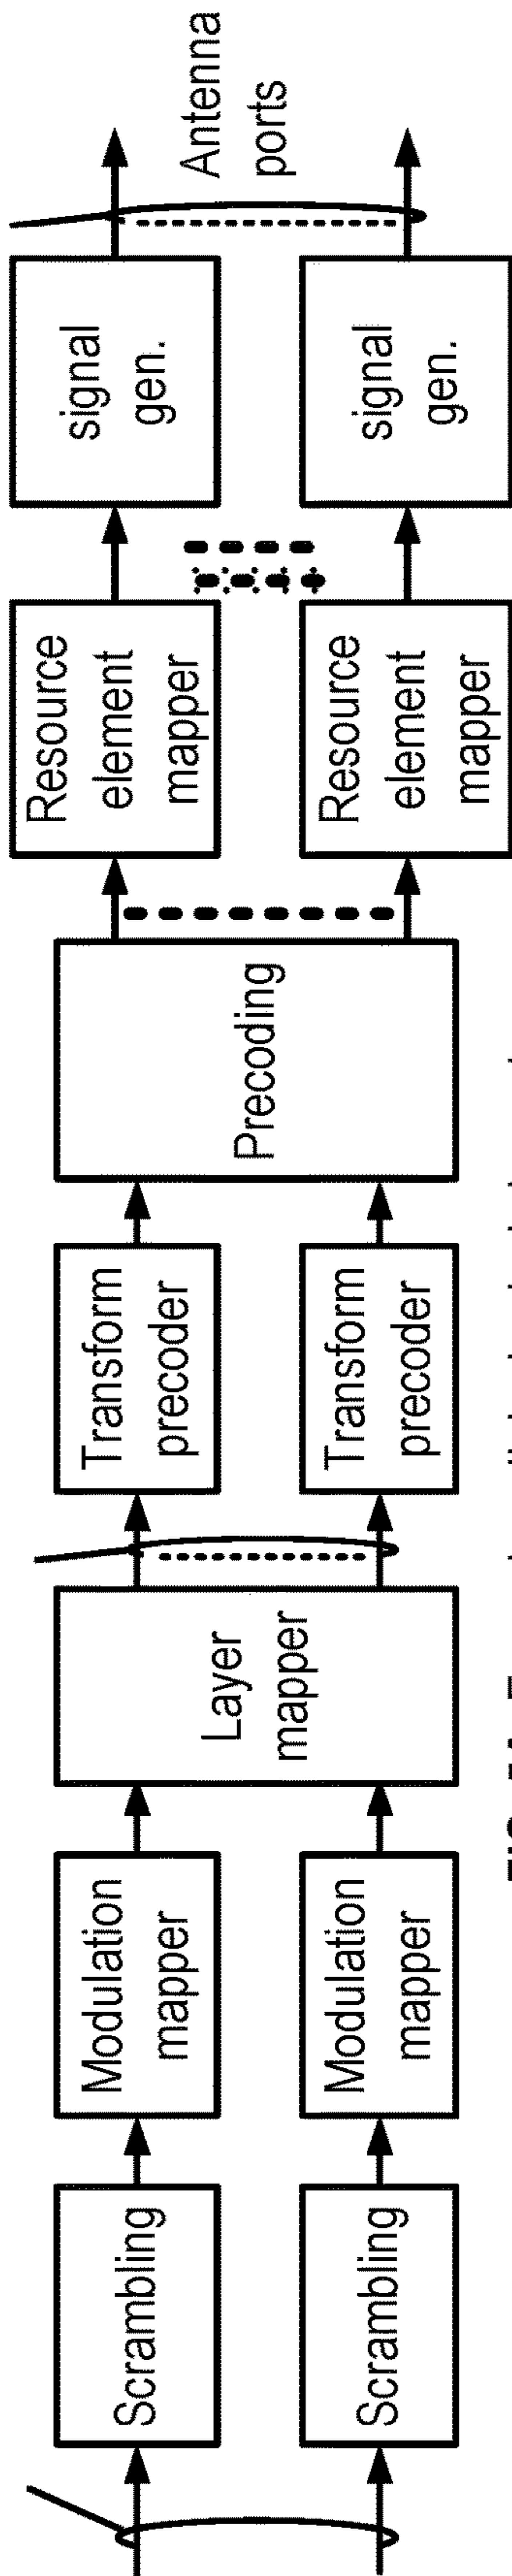 Scrambling
Scrambling
Modulation
mapper
Modulation
mapper
Layer
mapper
Transform
precoder
Transform
precoder
Precoding
Resource
element
mapper
Resource
element
mapper
signal
gen.
signal
gen.
Antenna
ports